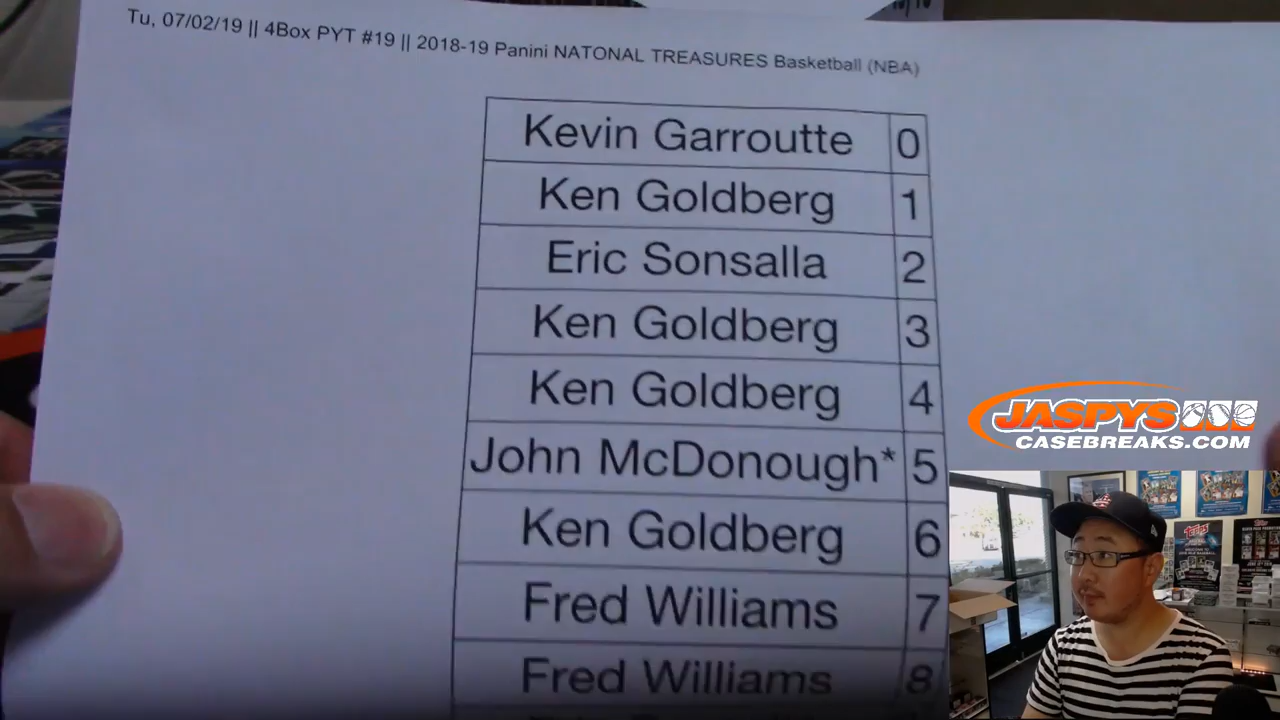 Tu, 07/02/19 || 4Box PYT #19 || 2018-19 Panini NATONAL TREASURES Basketball (NBA)
Kevin Garroutte 0
Ken Goldberg 1
Eric Sonsalla 2
Ken Goldberg 3
Ken Goldberg 4
John McDonough* 5
Ken Goldberg 6
Fred Williams 7
Fred Williams 8
JASPYS
CASEBREAKS.COM
Topps